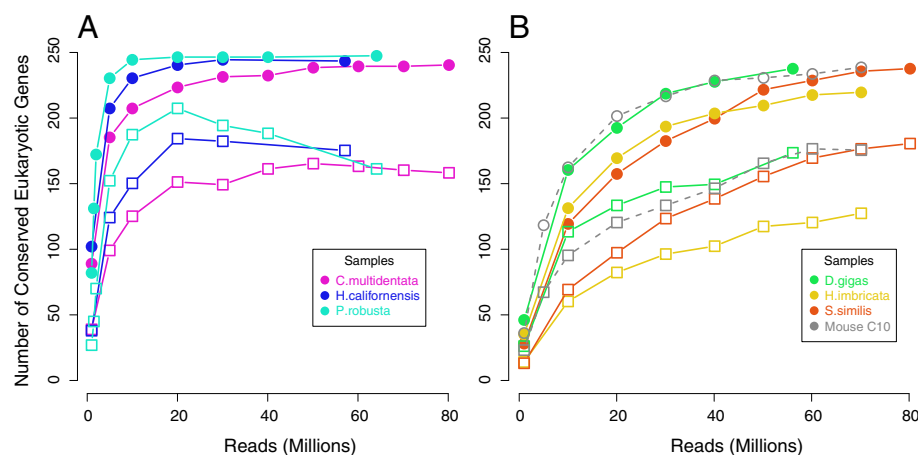 A
B
Number of Conserved Eukaryotic Genes
250
200
150
100
50
0
0 20 40 60 80
Reads (Millions)
Samples
C.multidentata
H.californensis
P.robusta
250
200
150
100
50
0
0 20 40 60 80
Reads (Millions)
Samples
D.gigas
H.imbricata
S.similis
Mouse C10